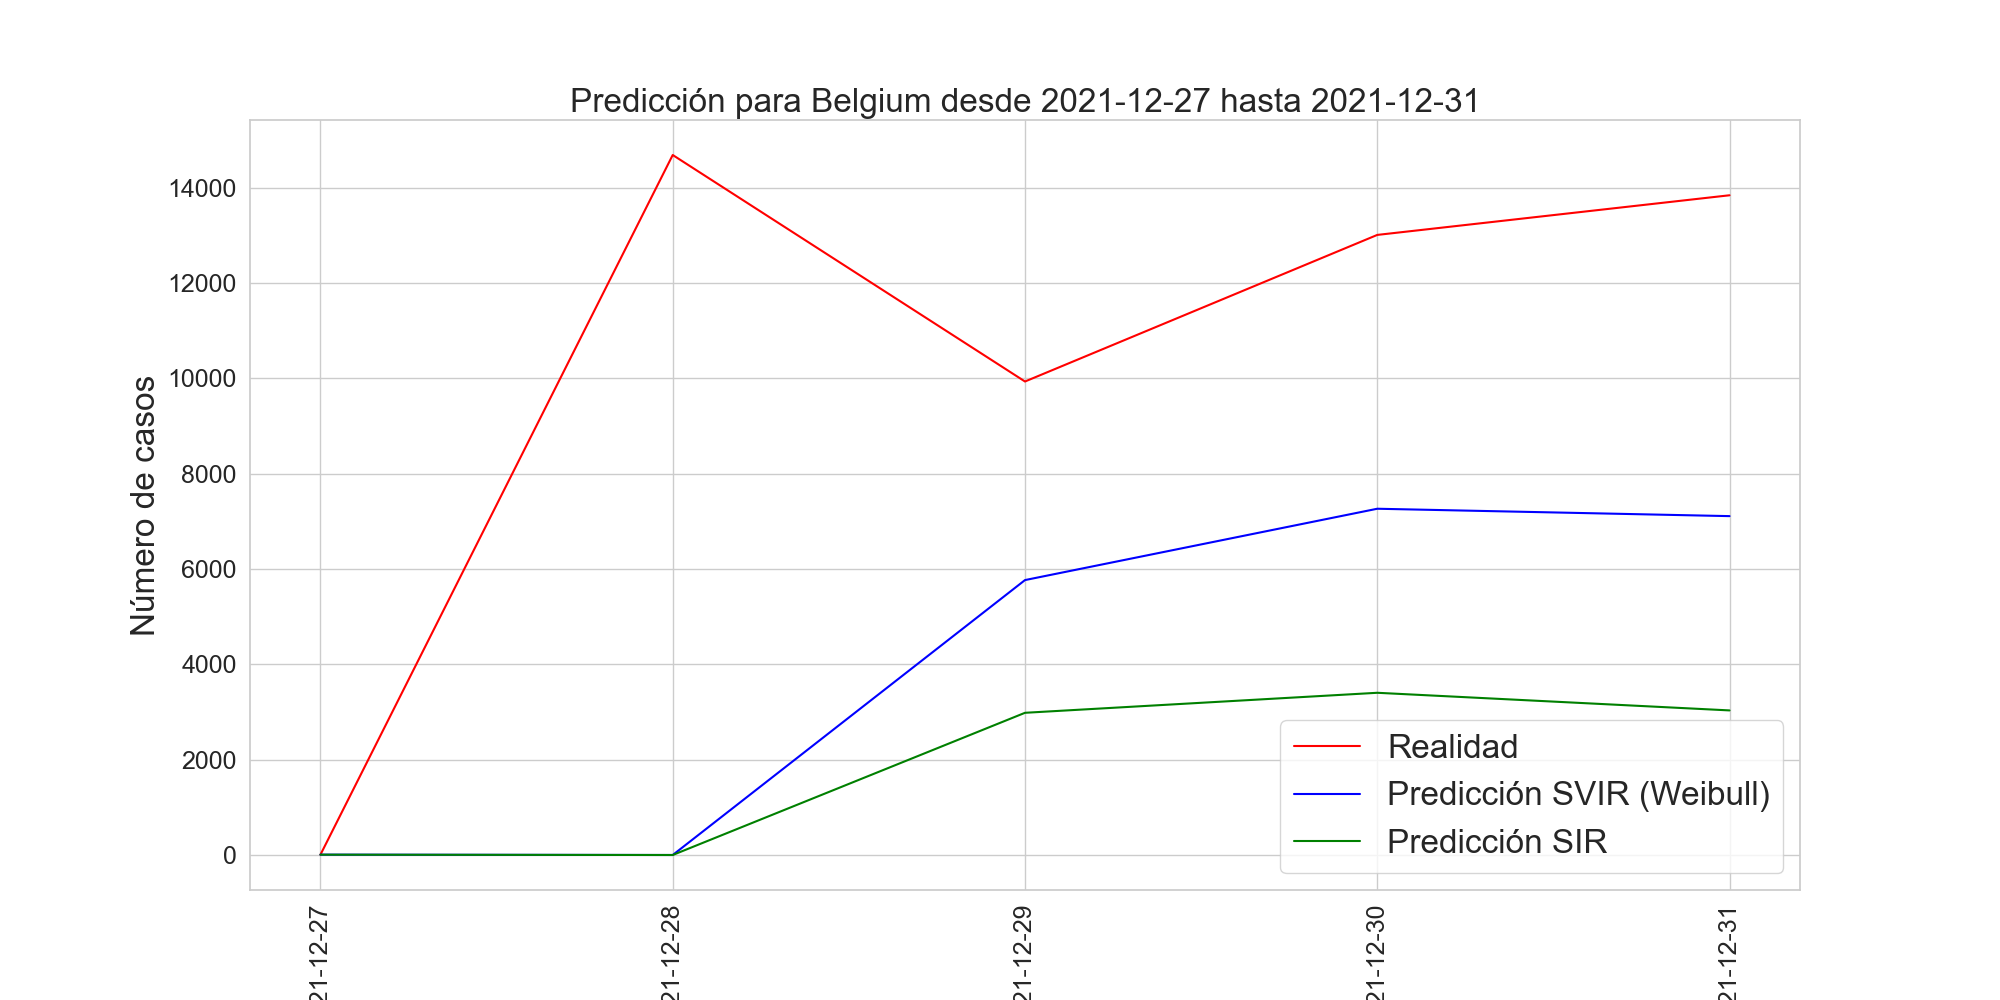 Predicción para Belgium desde 2021-12-27 hasta 2021-12-31
Número de casos
14000
12000
10000
8000
6000
4000
2000
0
Realidad
Predicción SVIR (Weibull)
Predicción SIR
21-12-27
21-12-28
21-12-29
21-12-30
21-12-31